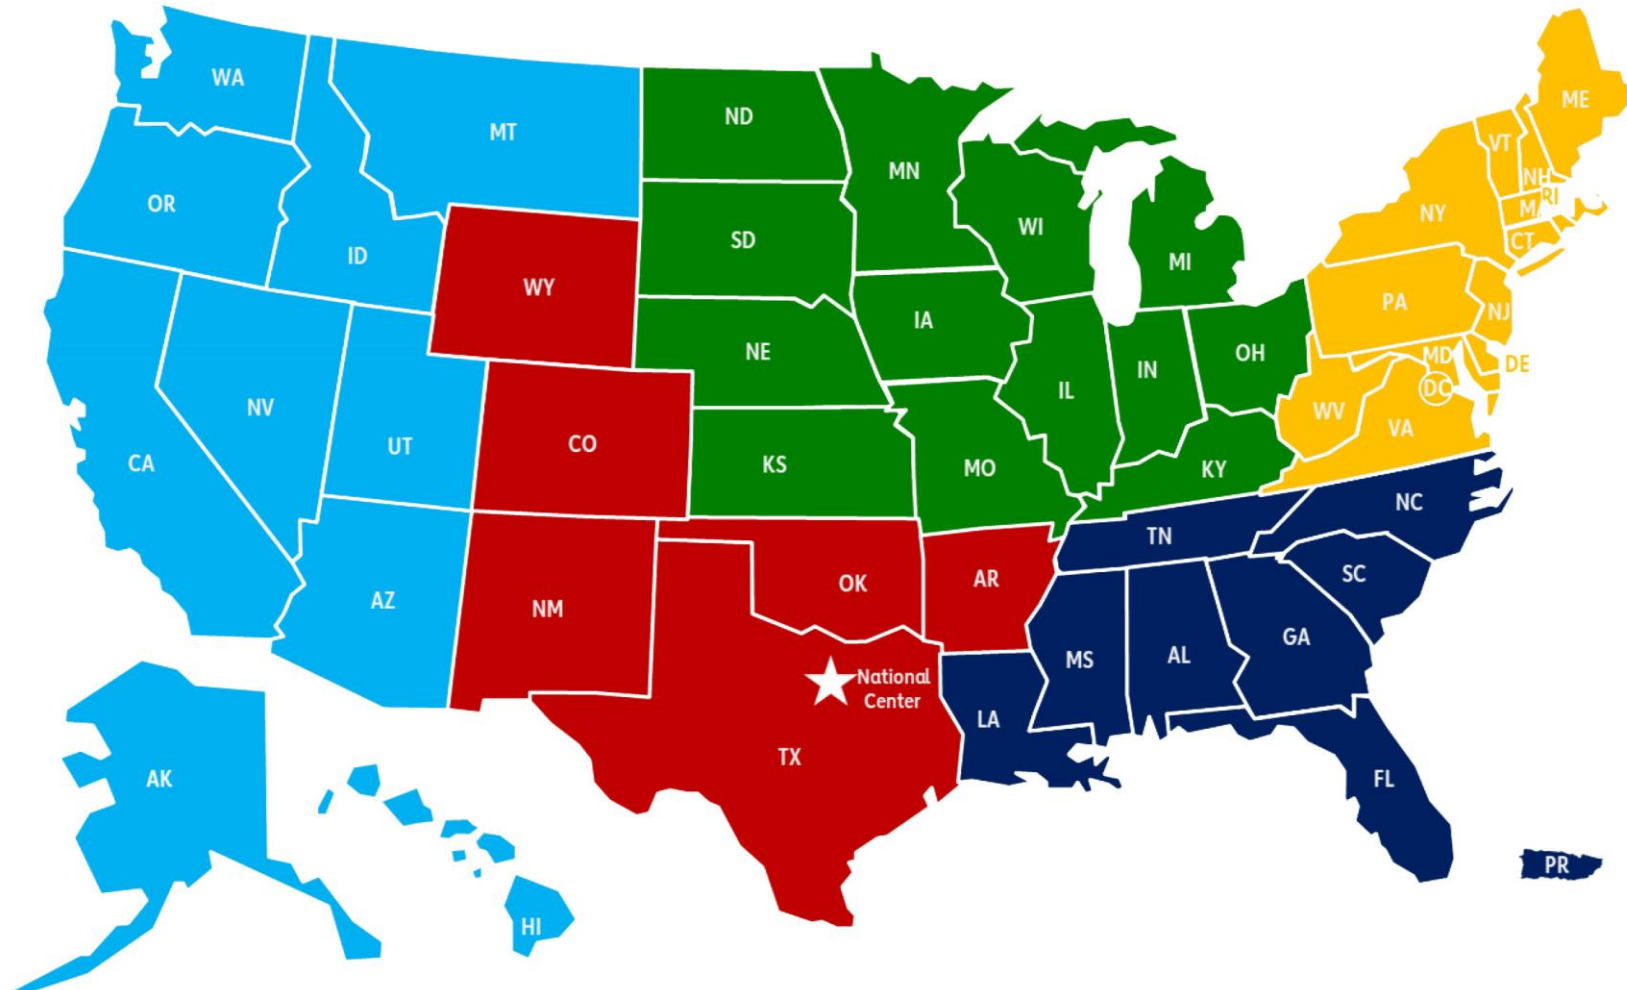 WA
MT
ND
ME
OR
ID
MN
VT
NH
RI
MA
SD
WI
NY
CT
WY
MI
IA
PA
NJ
NE
OH
MD
DE
NV
UT
CO
IL
IN
DC
WV
VA
CA
KS
MO
KY
NC
TN
AZ
NM
OK
AR
SC
GA
MS
AL
National
Center
LA
TX
AK
FL
PR
HI